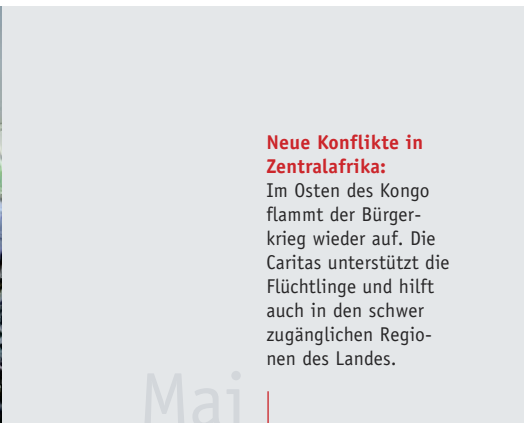 Neue Konflikte in
Zentralafrika:
Im Osten des Kongo
flammt der Bürger-
krieg wieder auf. Die
Caritas unterstützt die
Flüchtlinge und hilft
auch in den schwer
zugänglichen Regio-
nen des Landes.
Mai